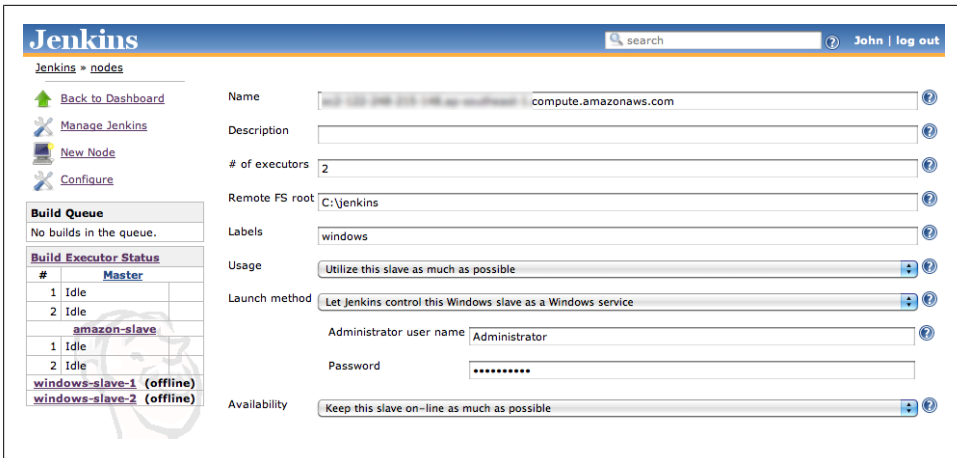 Jenkins
search
John | log out
Jenkins » nodes
Back to Dashboard
Manage Jenkins
New Node
Configure
Build Queue
No builds in the queue.
Build Executor Status
# Master
1 Idle
2 Idle
amazon-slave
1 Idle
2 Idle
windows-slave-1 (offline)
windows-slave-2 (offline)
Name compute.amazonaws.com
Description
# of executors 2
Remote FS root C:\jenkins
Labels windows
Usage Utilize this slave as much as possible
Launch method Let Jenkins control this Windows slave as a Windows service
Administrator user name Administrator
Password ••••••••••
Availability Keep this slave on-line as much as possible